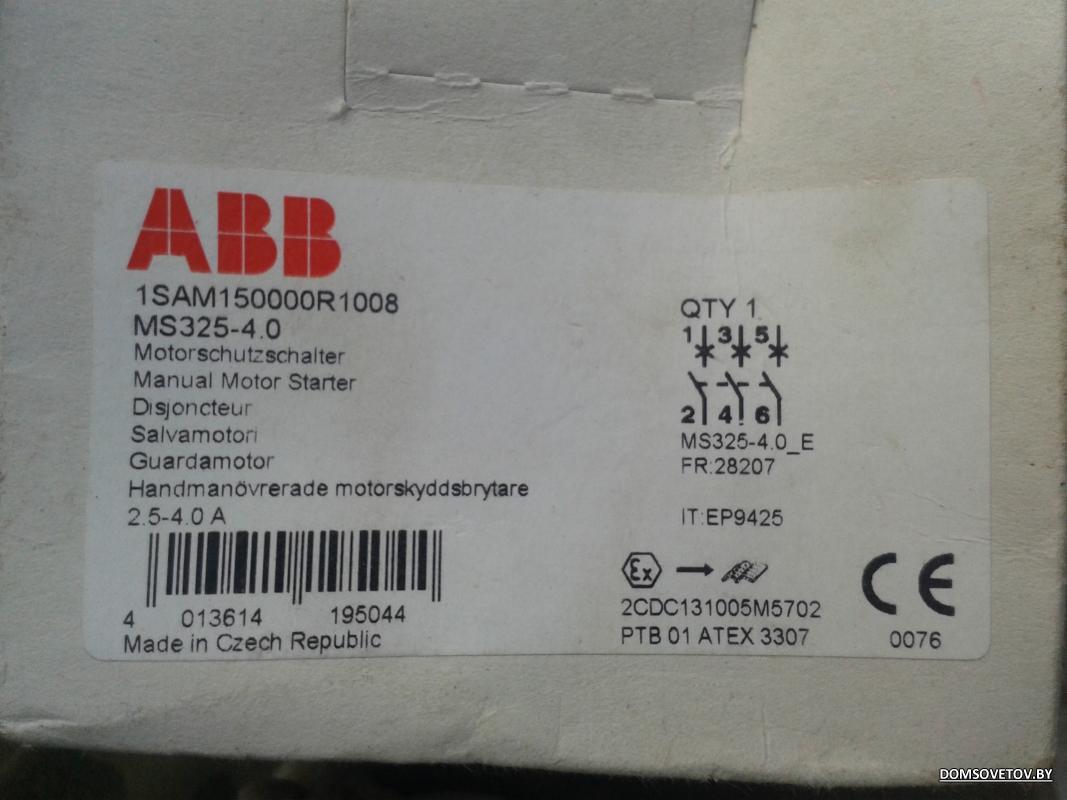 ABB
1SAM150000R1008
MS325-4.0
Motorschutzschalter
Manual Motor Starter
Disjoncteur
Salvamotori
Guardamotor
Handmanövrerade motorskyddsbrytare
2.5-4.0 A
4 013614 195044
Made in Czech Republic
QTY 1
1 3 5
2 4 6
MS325-4.0_E
FR:28207
IT:EP9425
Ex
2CDC131005M5702
PTB 01 ATEX 3307
CE
0076
DOMSOVETOV.BY